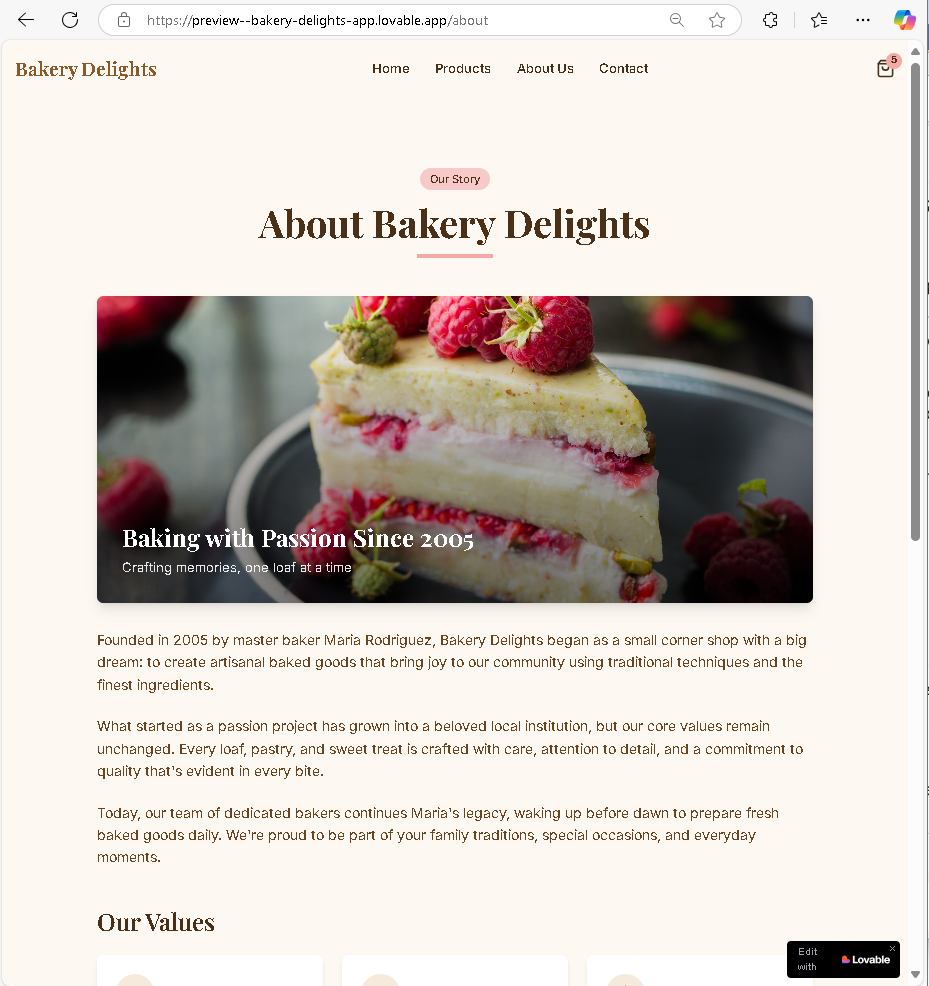 https://preview--bakery-delights-app.lovable.app/about
Bakery Delights
Home Products About Us Contact
5
Our Story
About Bakery Delights
Baking with Passion Since 2005
Crafting memories, one loaf at a time
Founded in 2005 by master baker Maria Rodriguez, Bakery Delights began as a small corner shop with a big
dream: to create artisanal baked goods that bring joy to our community using traditional techniques and the
finest ingredients.
What started as a passion project has grown into a beloved local institution, but our core values remain
unchanged. Every loaf, pastry, and sweet treat is crafted with care, attention to detail, and a commitment to
quality that's evident in every bite.
Today, our team of dedicated bakers continues Maria's legacy, waking up before dawn to prepare fresh
baked goods daily. We're proud to be part of your family traditions, special occasions, and everyday
moments.
Our Values
Edit
with
Lovable